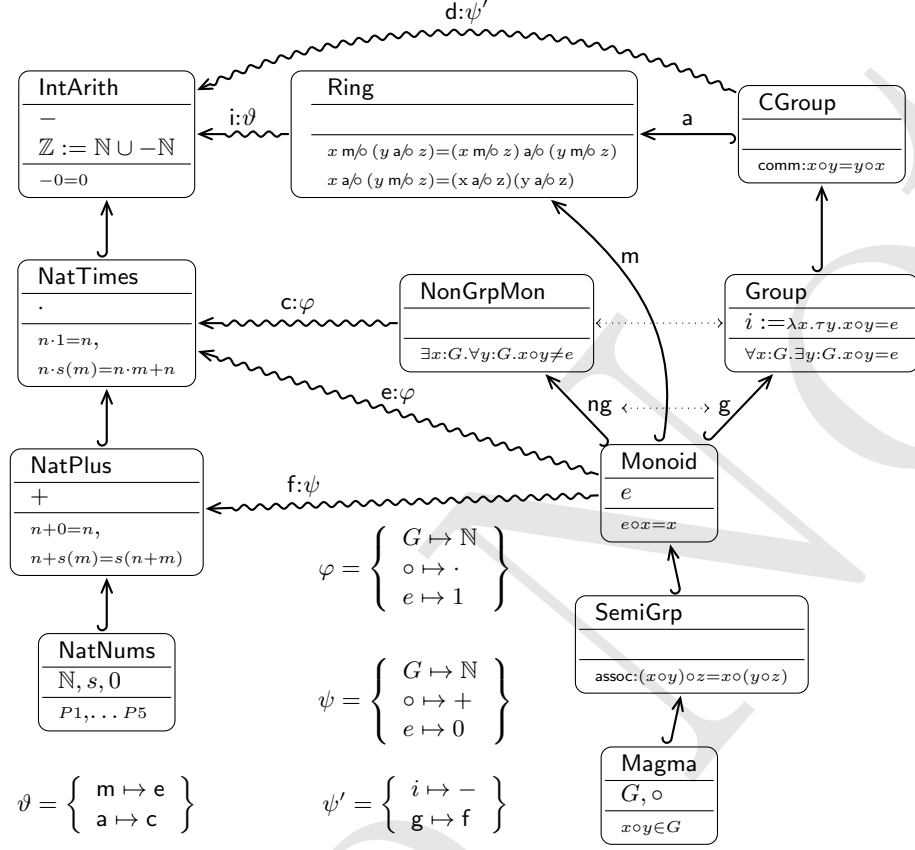 d:ψ′
IntArith
−
ℤ := ℕ ∪ −ℕ
−0=0
i:ϑ
Ring
x m/∘ (y a/∘ z)=(x m/∘ z) a/∘ (y m/∘ z)
x a/∘ (y m/∘ z)=(x a/∘ z)(y a/∘ z)
a
CGroup
comm:x∘y=y∘x
m
NatTimes
·
n·1=n,
n·s(m)=n·m+n
c:φ
NonGrpMon
∃x:G.∀y:G.x∘y≠e
Group
i :=λx.τy.x∘y=e
∀x:G.∃y:G.x∘y=e
e:φ
ng
g
NatPlus
+
n+0=n,
n+s(m)=s(n+m)
f:ψ
Monoid
e
e∘x=x
φ = { G ↦ ℕ
∘ ↦ ·
e ↦ 1 }
NatNums
ℕ, s, 0
P1,... P5
SemiGrp
assoc:(x∘y)∘z=x∘(y∘z)
ψ = { G ↦ ℕ
∘ ↦ +
e ↦ 0 }
Magma
G, ∘
x∘y∈G
ϑ = { m ↦ e
a ↦ c }
ψ′ = { i ↦ −
g ↦ f }